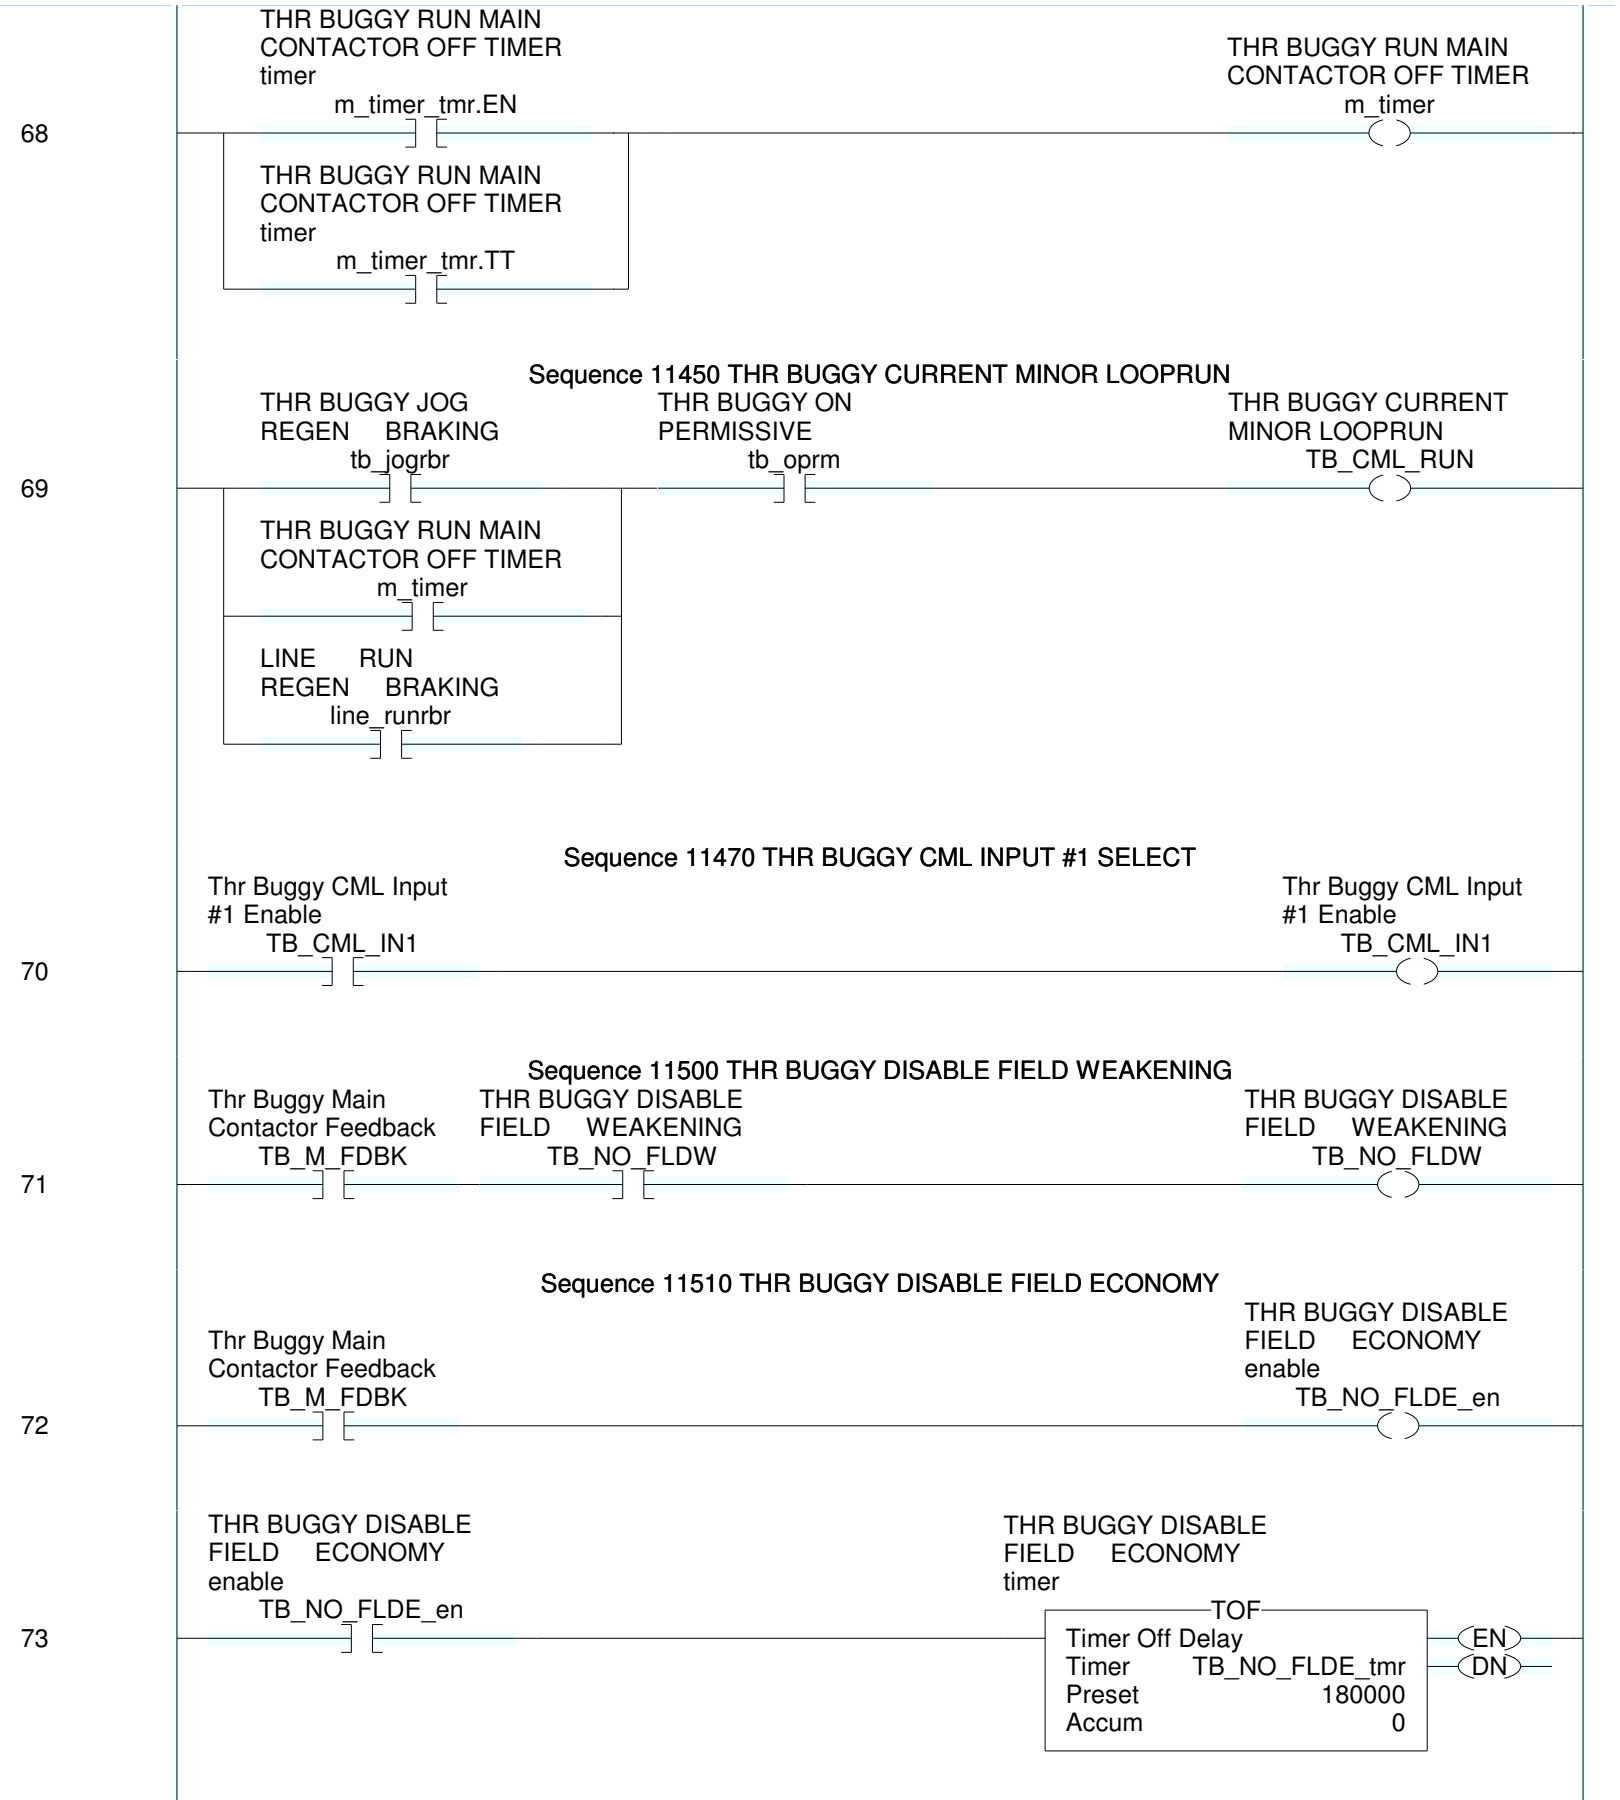 THR BUGGY RUN MAIN
CONTACTOR OFF TIMER
timer
m_timer_tmr.EN
THR BUGGY RUN MAIN
CONTACTOR OFF TIMER
m_timer
68
THR BUGGY RUN MAIN
CONTACTOR OFF TIMER
timer
m_timer_tmr.TT
Sequence 11450 THR BUGGY CURRENT MINOR LOOPRUN
THR BUGGY JOG
REGEN BRAKING
tb_jogrbr
THR BUGGY ON
PERMISSIVE
tb_oprm
THR BUGGY CURRENT
MINOR LOOPRUN
TB_CML_RUN
69
THR BUGGY RUN MAIN
CONTACTOR OFF TIMER
m_timer
LINE RUN
REGEN BRAKING
line_runrbr
Sequence 11470 THR BUGGY CML INPUT #1 SELECT
Thr Buggy CML Input
#1 Enable
TB_CML_IN1
Thr Buggy CML Input
#1 Enable
TB_CML_IN1
70
Sequence 11500 THR BUGGY DISABLE FIELD WEAKENING
Thr Buggy Main
Contactor Feedback
TB_M_FDBK
THR BUGGY DISABLE
FIELD WEAKENING
TB_NO_FLDW
THR BUGGY DISABLE
FIELD WEAKENING
TB_NO_FLDW
71
Sequence 11510 THR BUGGY DISABLE FIELD ECONOMY
Thr Buggy Main
Contactor Feedback
TB_M_FDBK
THR BUGGY DISABLE
FIELD ECONOMY
enable
TB_NO_FLDE_en
72
THR BUGGY DISABLE
FIELD ECONOMY
enable
TB_NO_FLDE_en
THR BUGGY DISABLE
FIELD ECONOMY
timer
73
TOF
Timer Off Delay
Timer TB_NO_FLDE_tmr
Preset 180000
Accum 0
EN
DN